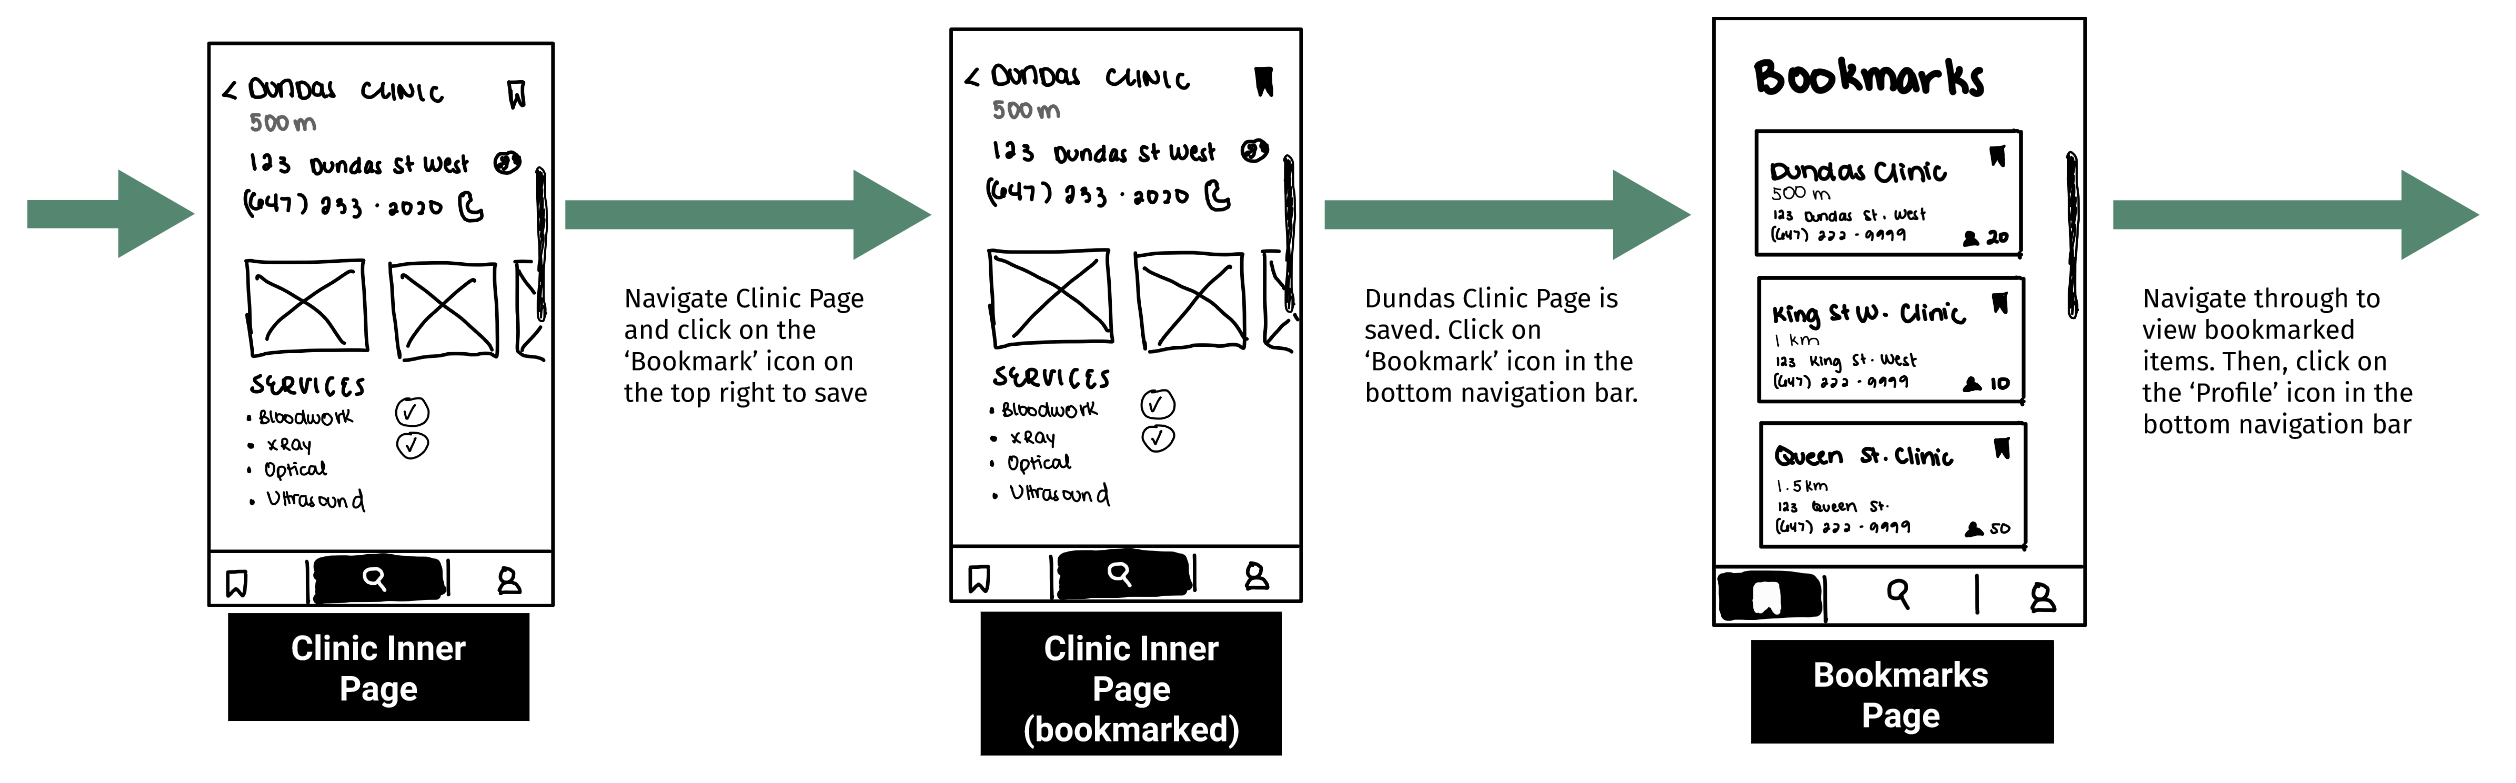 < Dundas Clinic
500m
123 Dundas St West
(647) 233 · 2020
SERVICES
• Bloodwork
• XRay
• Optical
• Ultrasound
Clinic Inner
Page
Navigate Clinic Page
and click on the
‘Bookmark’ icon on
the top right to save
< Dundas Clinic
500m
123 Dundas St West
(647) 233 · 2020
SERVICES
• Bloodwork
• XRay
• Optical
• Ultrasound
Clinic Inner
Page
(bookmarked)
Dundas Clinic Page is
saved. Click on
‘Bookmark’ icon in the
bottom navigation bar.
Bookmarks
Dundas Clinic
500 m
123 Dundas St. West
(647) 222 - 9999 20
King St W. Clinic
1 km
123 King St. West
(647) 222 - 9999 10
Queen St. Clinic
1.5km
123 Queen St.
(647) 222 - 9999 50
Bookmarks
Page
Navigate through to
view bookmarked
items. Then, click on
the ‘Profile’ icon in the
bottom navigation bar